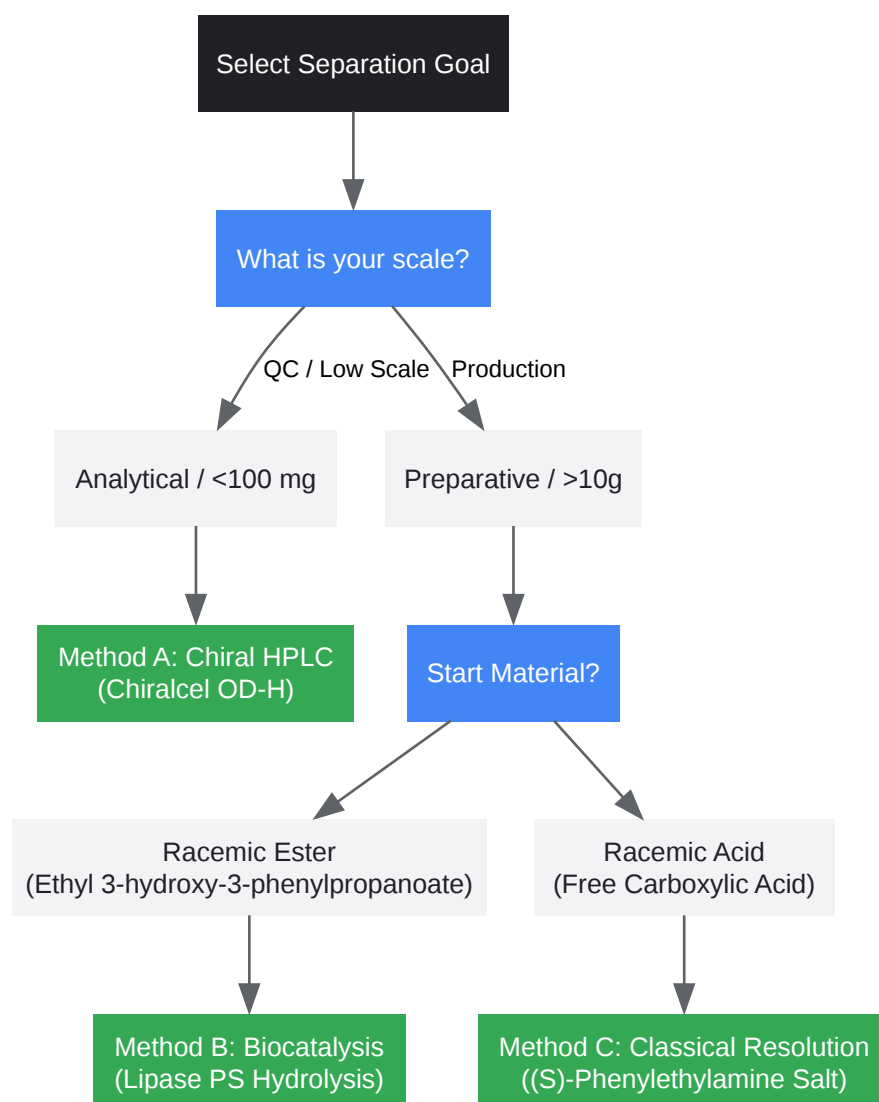 Select Separation Goal
What is your scale?
QC / Low Scale
Production
Analytical / <100 mg
Preparative / >10g
Method A: Chiral HPLC
(Chiralcel OD-H)
Start Material?
Racemic Ester
(Ethyl 3-hydroxy-3-phenylpropanoate)
Racemic Acid
(Free Carboxylic Acid)
Method B: Biocatalysis
(Lipase PS Hydrolysis)
Method C: Classical Resolution
((S)-Phenylethylamine Salt)